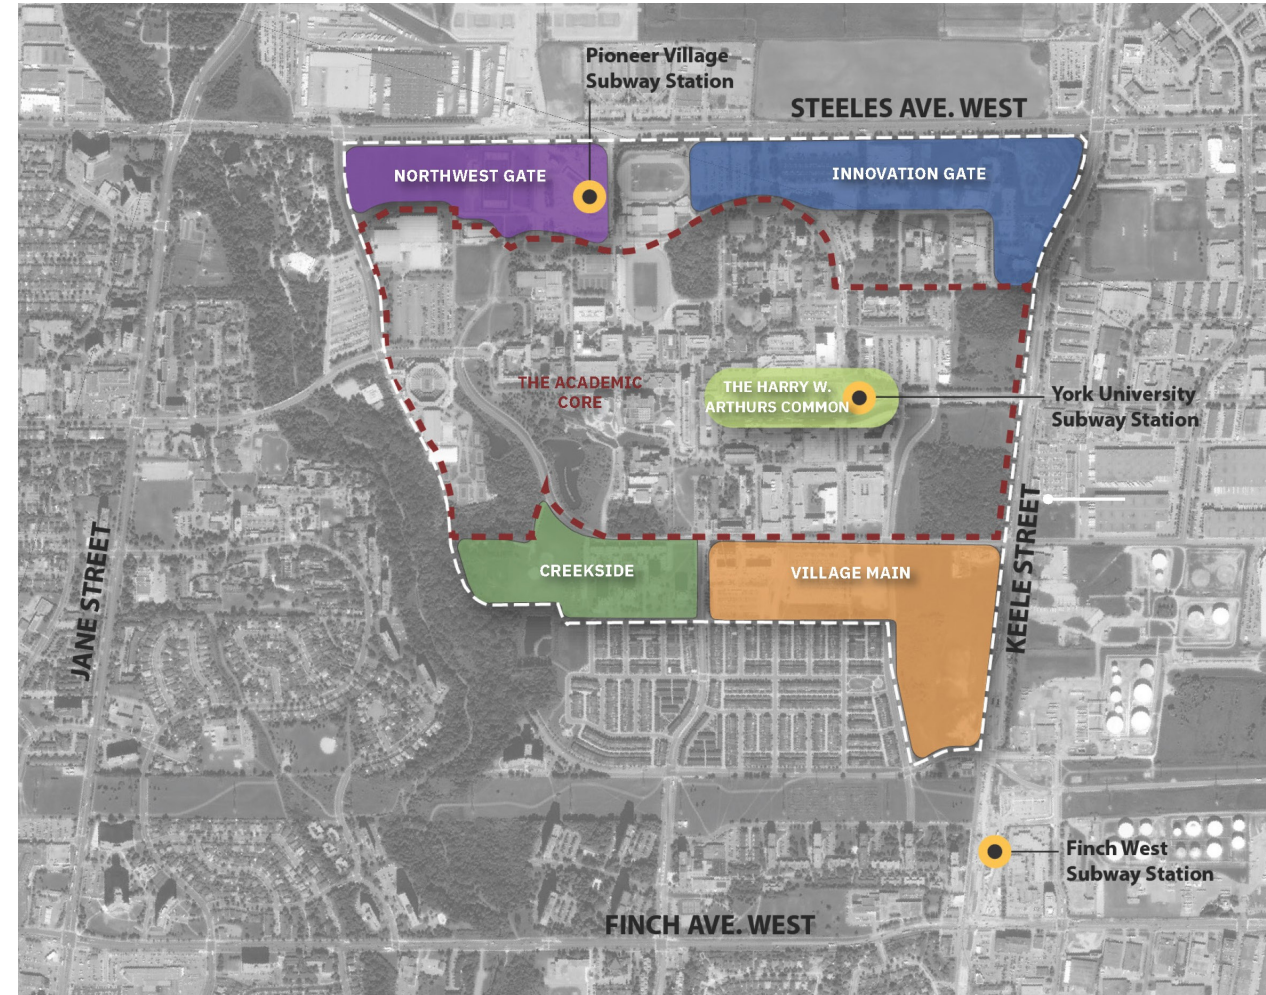 Pioneer Village
Subway Station
STEELES AVE. WEST
NORTHWEST GATE
INNOVATION GATE
THE ACADEMIC
CORE
THE HARRY W.
ARTHURS COMMON
York University
Subway Station
JANE STREET
KEELE STREET
CREEKSIDE
VILLAGE MAIN
Finch West
Subway Station
FINCH AVE. WEST